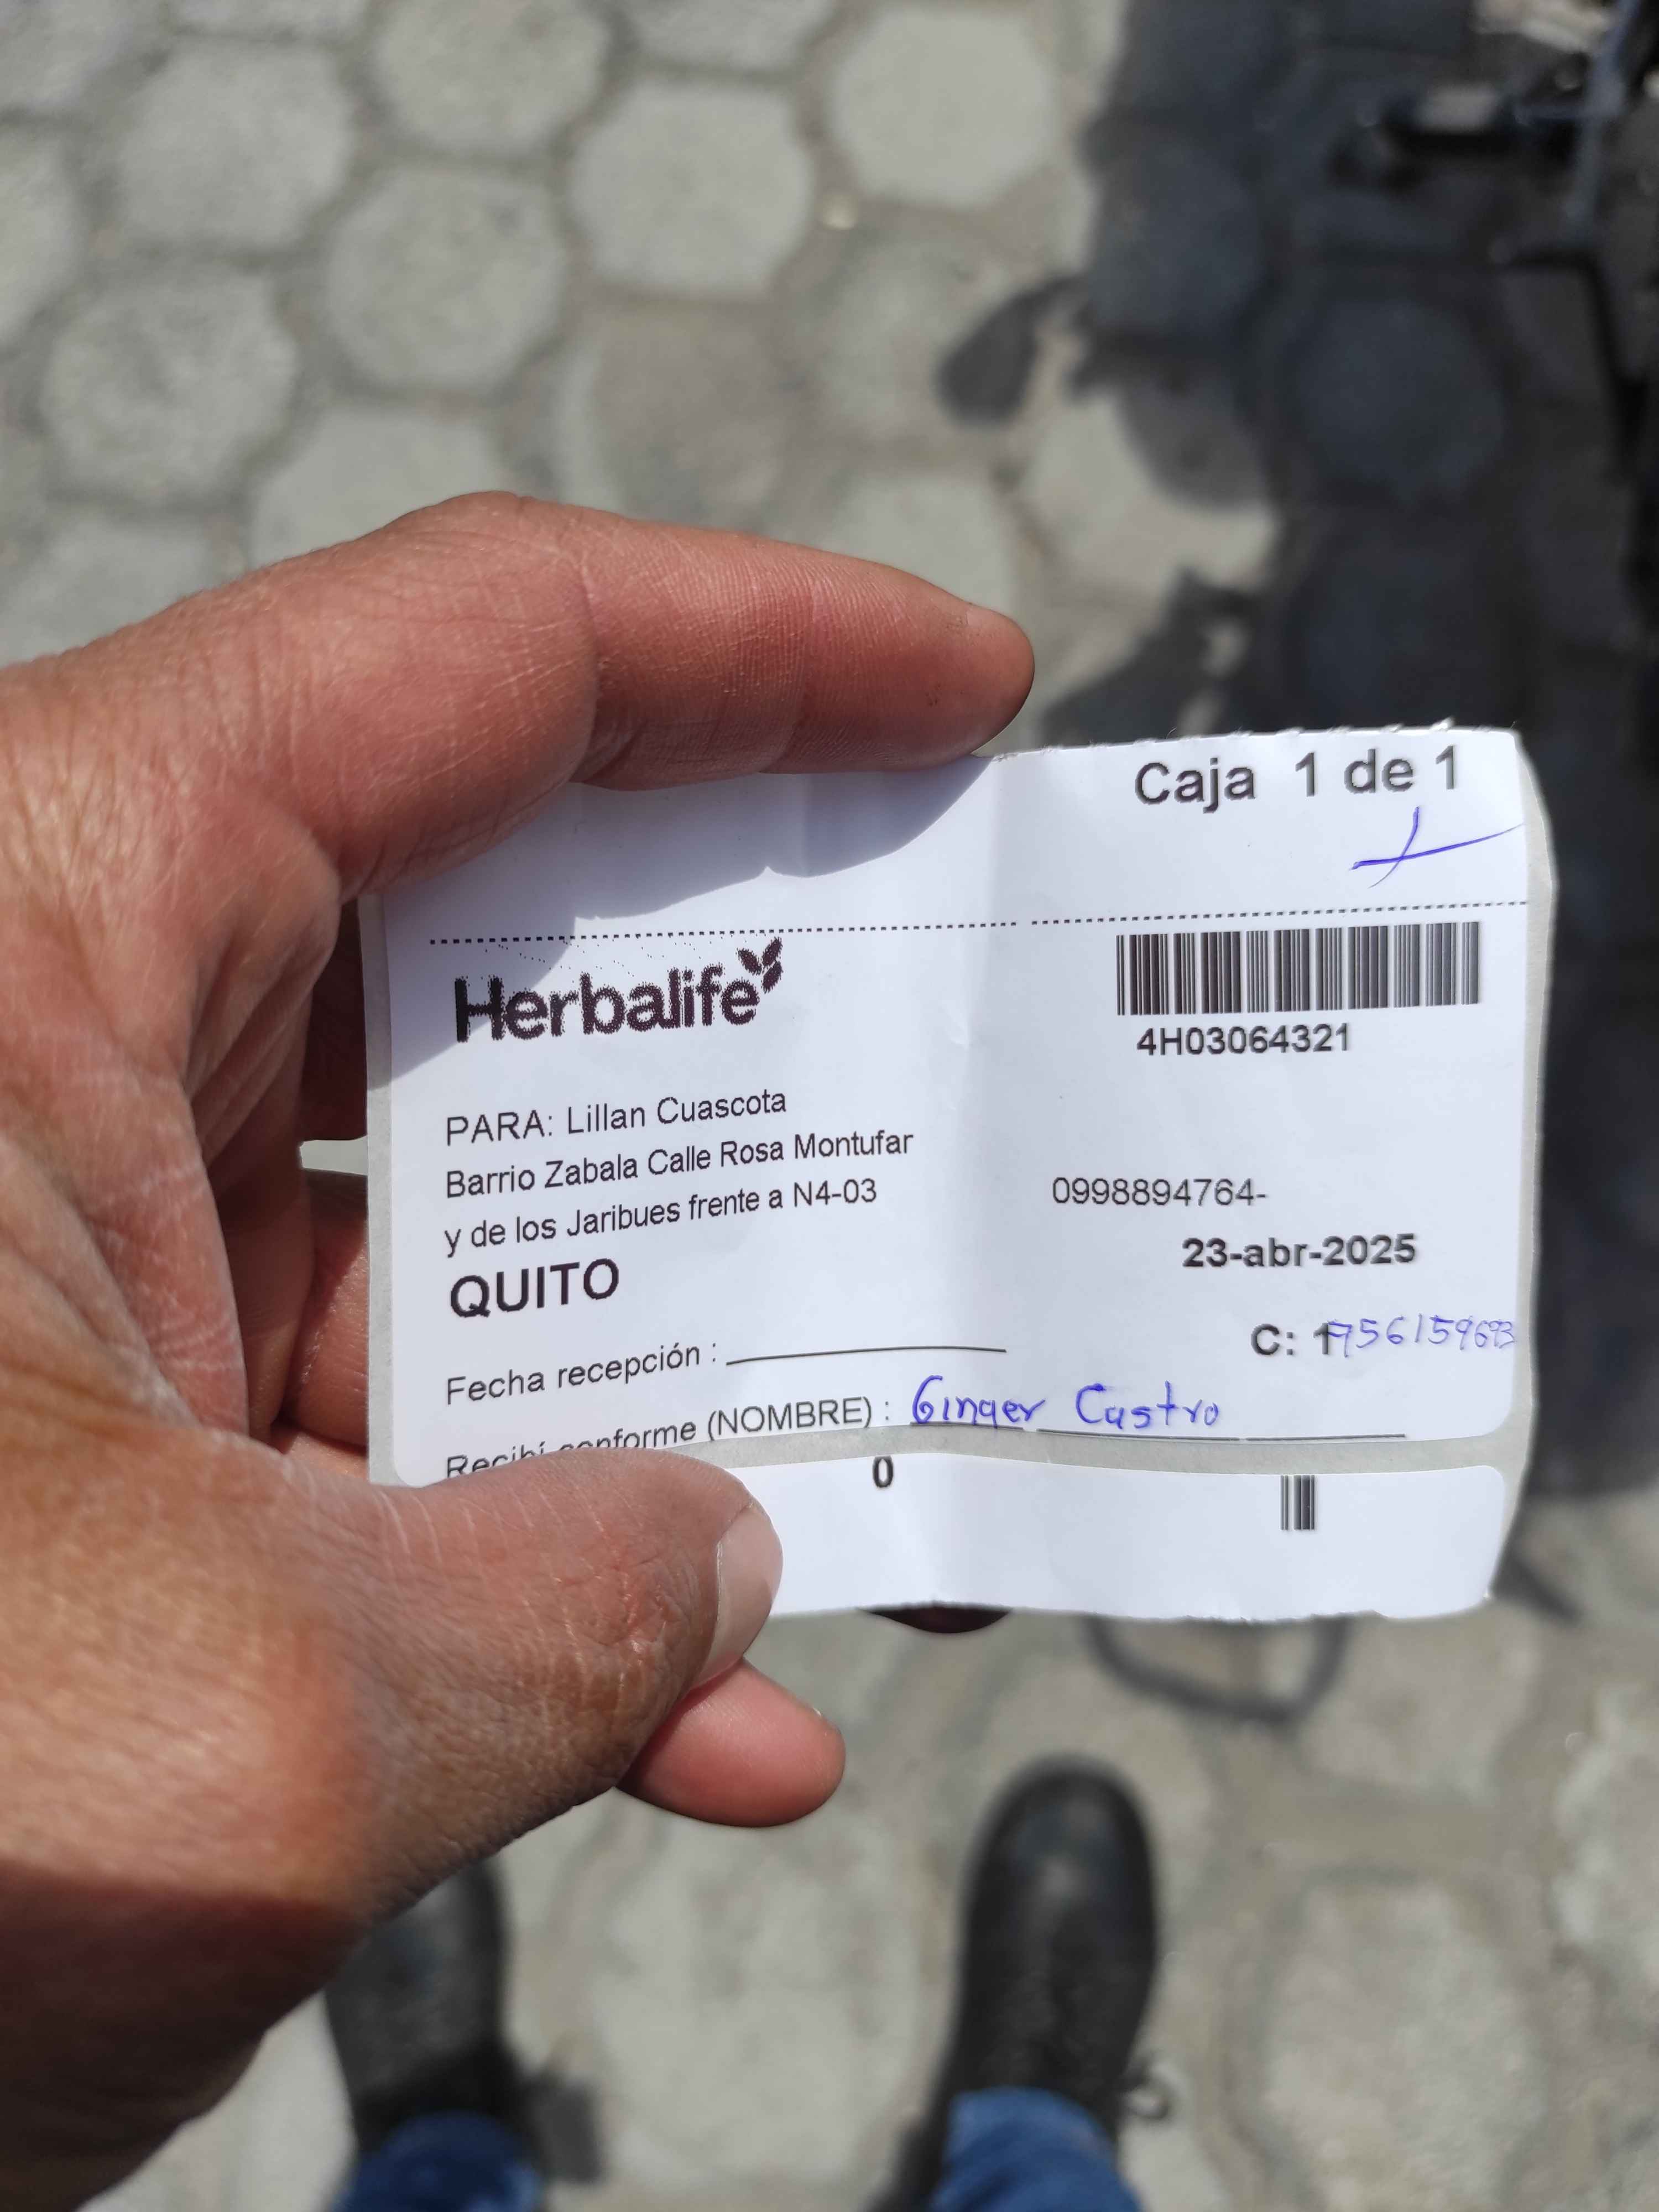 Caja 1 de 1
Herbalife
4H03064321
PARA: Lillan Cuascota
Barrio Zabala Calle Rosa Montufar
y de los Jaribues frente a N4-03
0998894764-
QUITO
23-abr-2025
C: 1756159693
Fecha recepción :
Recibí conforme (NOMBRE) : Ginger Castro
0